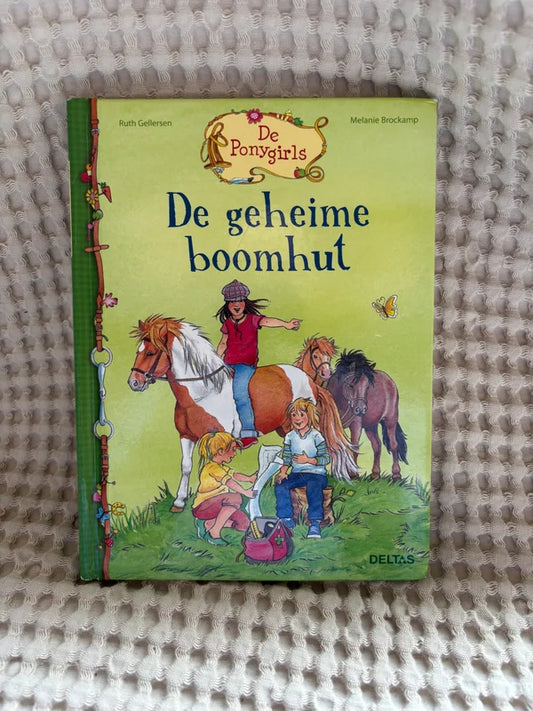 Ruth Gellersen
Melanie Brockamp
De
Ponygirls
De geheime
boomhut
DELTAS